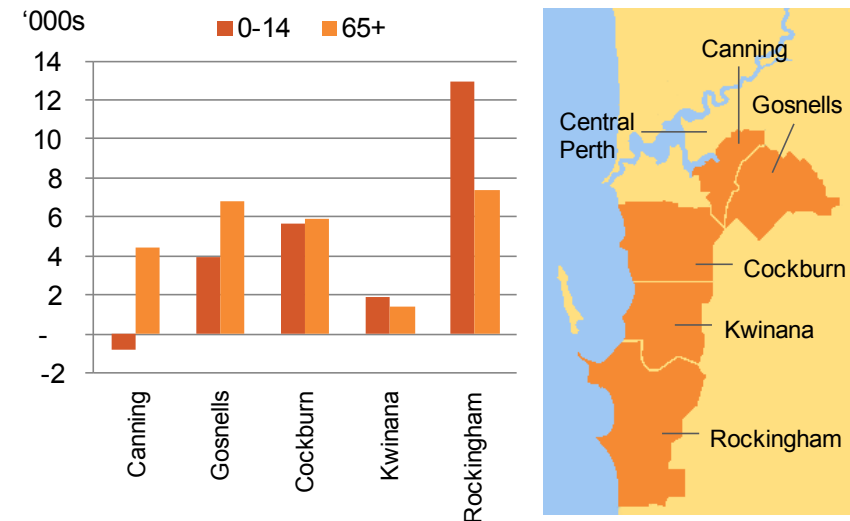 ‘000s
0-14 65+
14
12
10
8
6
4
2
-
-2
Canning
Gosnells
Cockburn
Kwinana
Rockingham
Canning
Gosnells
Central
Perth
Cockburn
Kwinana
Rockingham